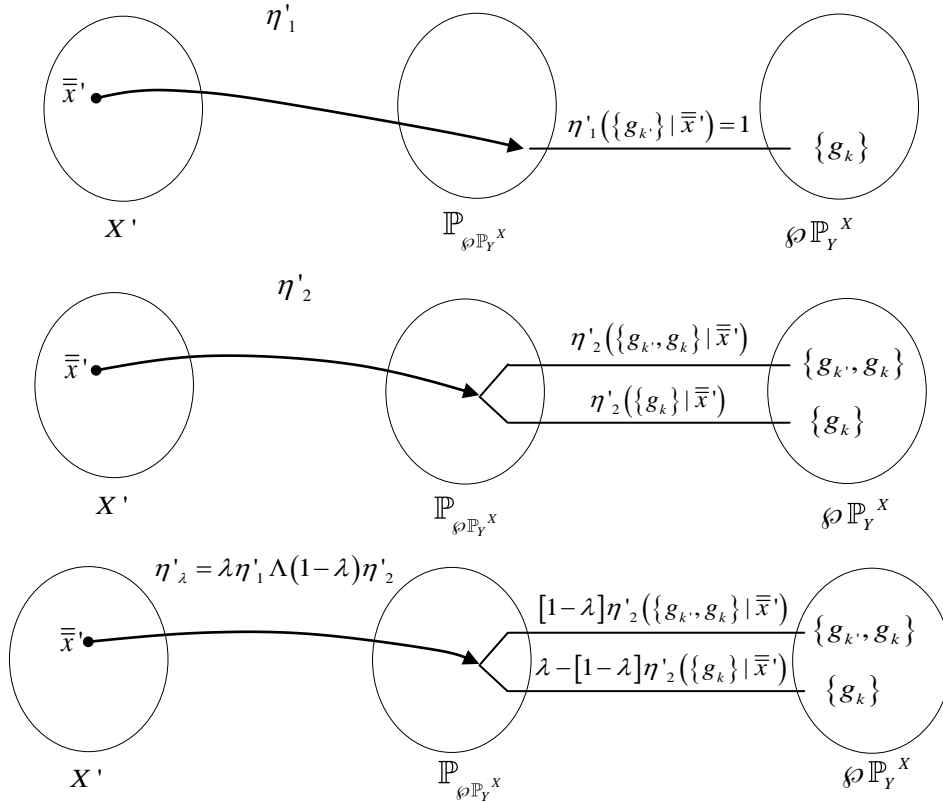 η'₁
x̿'
η'₁({g_k'} | x̿') = 1
{g_k}
X'
ℙ_℘ℙ_Y^X
℘ℙ_Y^X
η'₂
x̿'
η'₂({g_k', g_k} | x̿')
{g_k', g_k}
η'₂({g_k} | x̿')
{g_k}
X'
ℙ_℘ℙ_Y^X
℘ℙ_Y^X
η'_λ = λη'₁ Λ(1−λ)η'₂
x̿'
[1−λ]η'₂({g_k', g_k} | x̿')
{g_k', g_k}
λ−[1−λ]η'₂({g_k} | x̿')
{g_k}
X'
ℙ_℘ℙ_Y^X
℘ℙ_Y^X